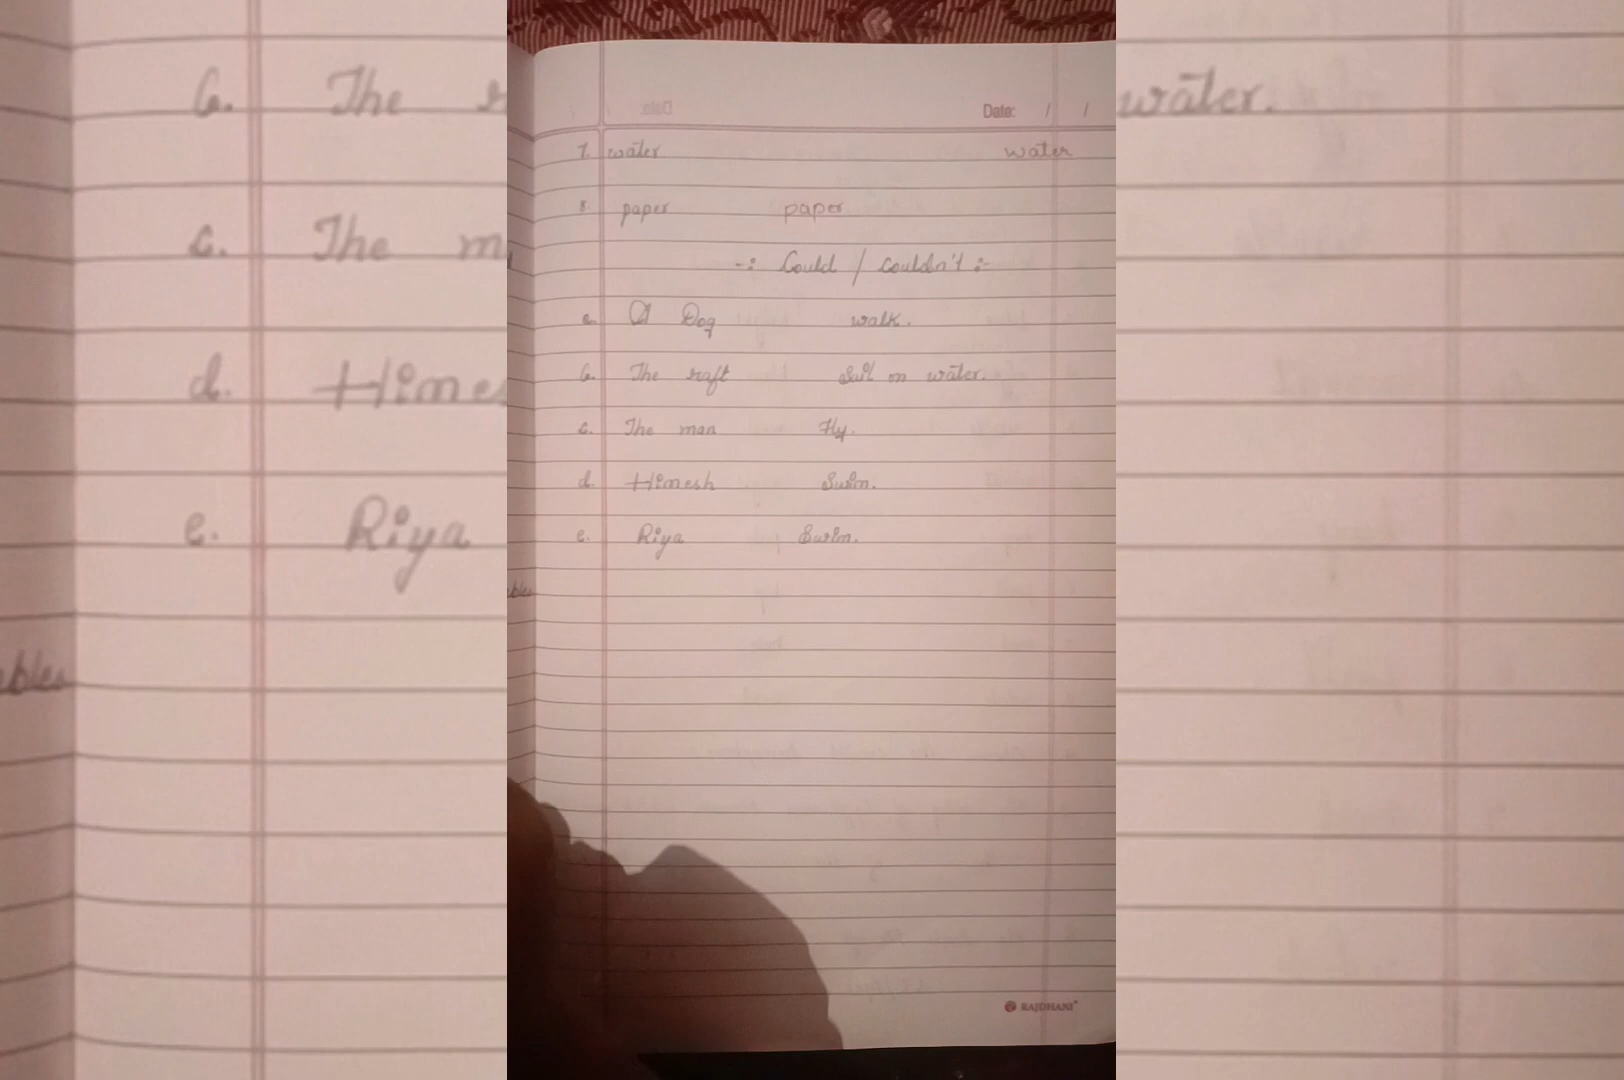 Date: / /
7. water water
8. paper paper
-: Could / Couldn't :-
a. A Dog walk.
b. The raft Sail on water.
c. The man Fly.
d. Himesh Swim.
e. Riya Swim.
bles
RAJDHANI